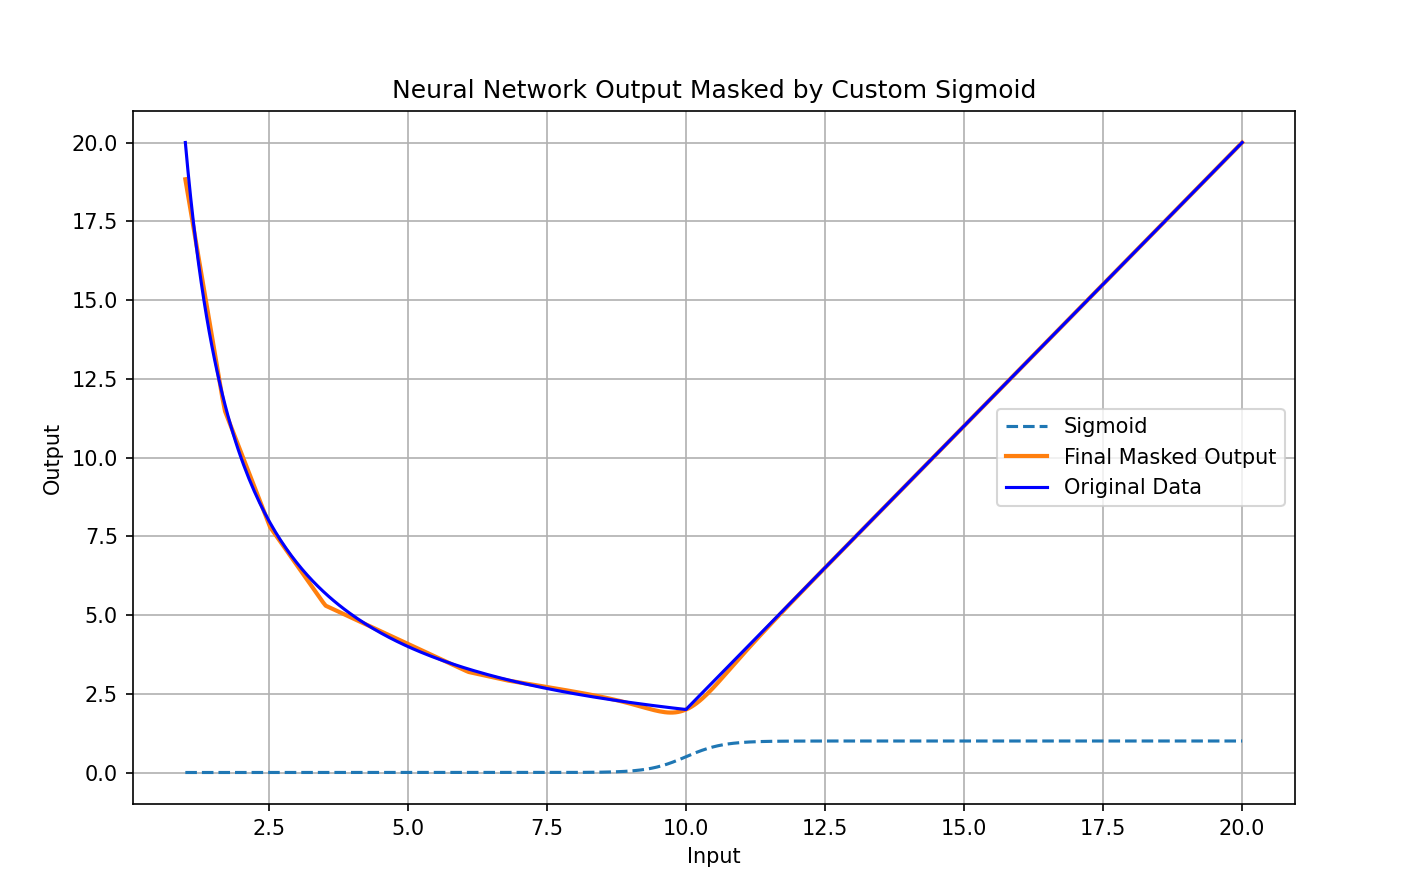 Neural Network Output Masked by Custom Sigmoid
20.0
17.5
15.0
12.5
10.0
7.5
5.0
2.5
0.0
Output
Sigmoid
Final Masked Output
Original Data
2.5 5.0 7.5 10.0 12.5 15.0 17.5 20.0
Input